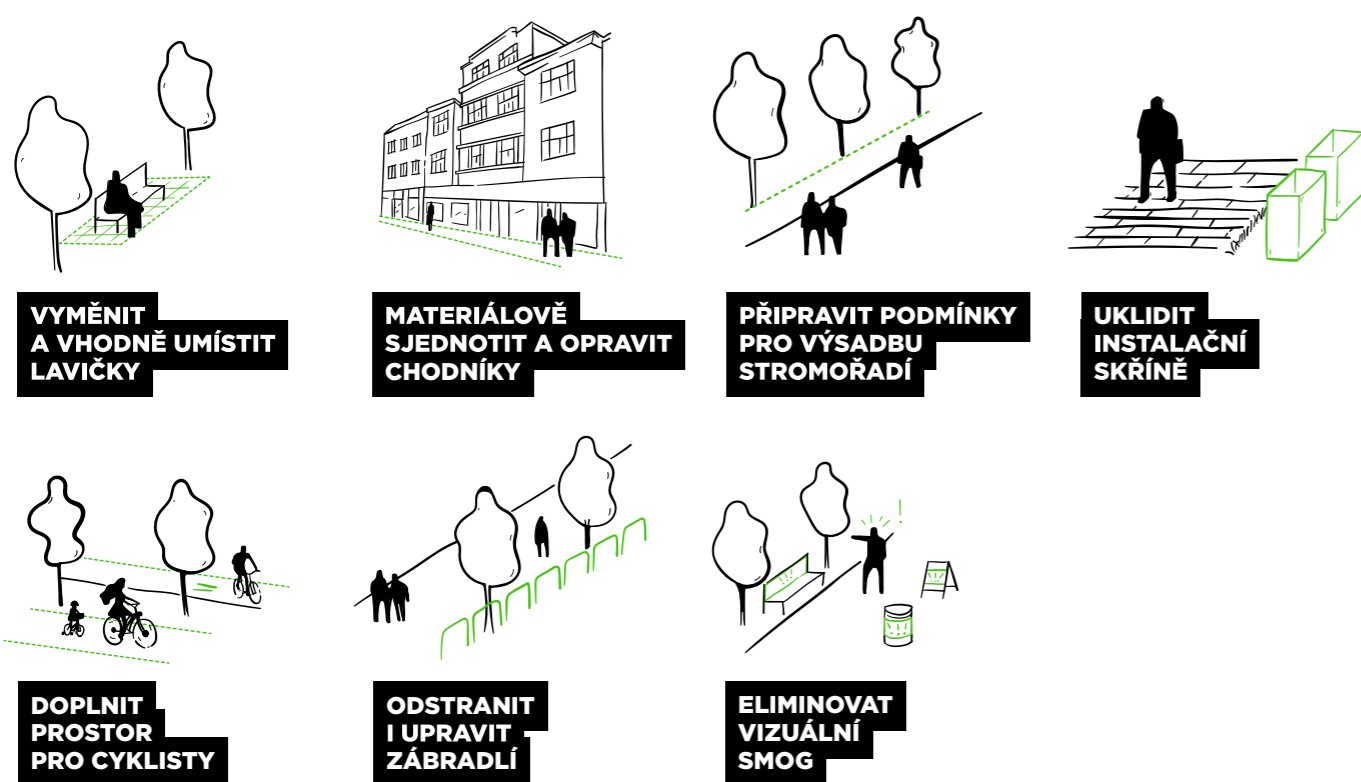 VYMĚNIT
A VHODNĚ UMÍSTIT
LAVIČKY
MATERIÁLOVĚ
SJEDNOTIT A OPRAVIT
CHODNÍKY
PŘIPRAVIT PODMÍNKY
PRO VÝSADBU
STROMOŘADÍ
UKLIDIT
INSTALAČNÍ
SKŘÍNĚ
DOPLNIT
PROSTOR
PRO CYKLISTY
ODSTRANIT
I UPRAVIT
ZÁBRADLÍ
ELIMINOVAT
VIZUÁLNÍ
SMOG